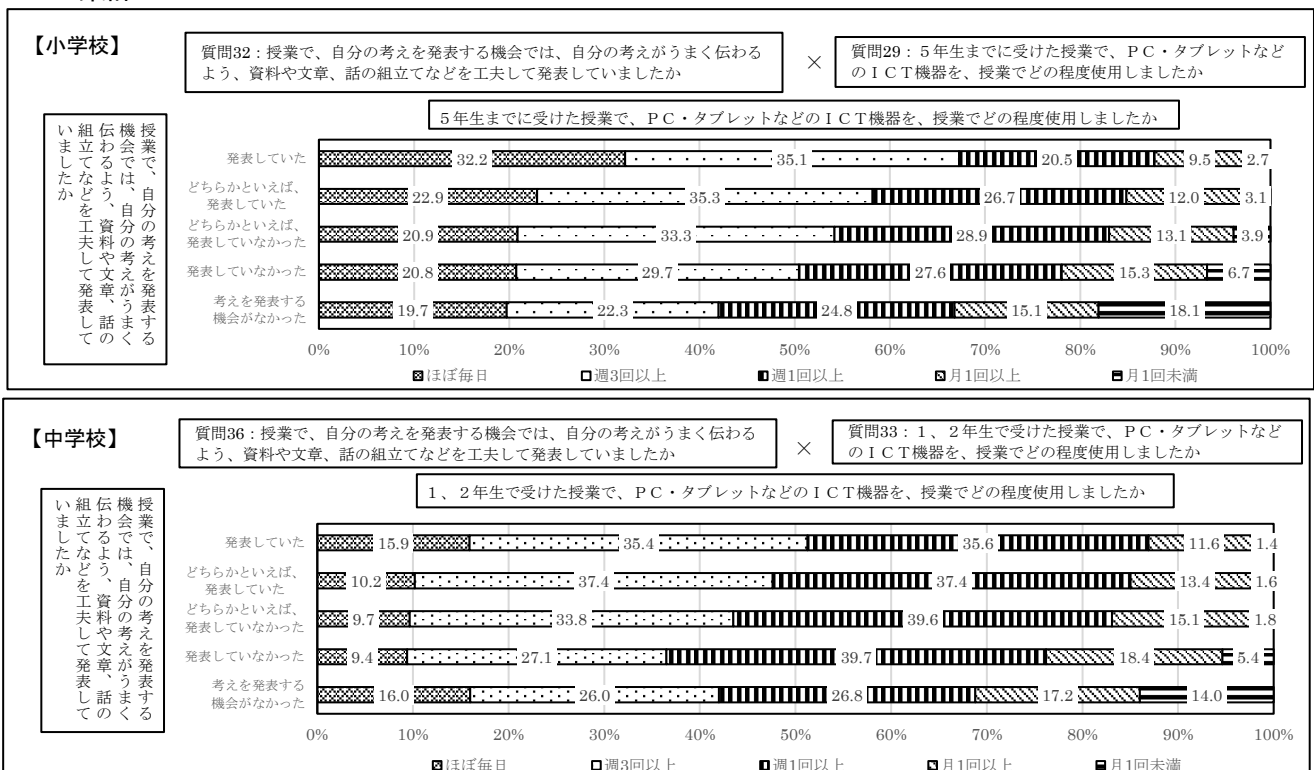 【小学校】
質問32：授業で、自分の考えを発表する機会では、自分の考えがうまく伝わる
よう、資料や文章、話の組立てなどを工夫して発表していましたか
×
質問29：５年生までに受けた授業で、ＰＣ・タブレットなど
のＩＣＴ機器を、授業でどの程度使用しましたか
５年生までに受けた授業で、ＰＣ・タブレットなどのＩＣＴ機器を、授業でどの程度使用しましたか
授業で、自分の考えを発表する
機会では、自分の考えがうまく
伝わるよう、資料や文章、話の
組立てなどを工夫して発表して
いましたか
発表していた
32.2 35.1 20.5 9.5 2.7
どちらかといえば、
発表していた
22.9 35.3 26.7 12.0 3.1
どちらかといえば、
発表していなかった
20.9 33.3 28.9 13.1 3.9
発表していなかった
20.8 29.7 27.6 15.3 6.7
考えを発表する
機会がなかった
19.7 22.3 24.8 15.1 18.1
0% 10% 20% 30% 40% 50% 60% 70% 80% 90% 100%
ほぼ毎日 週3回以上 週1回以上 月1回以上 月1回未満
【中学校】
質問36：授業で、自分の考えを発表する機会では、自分の考えがうまく伝わる
よう、資料や文章、話の組立てなどを工夫して発表していましたか
×
質問33：１、２年生で受けた授業で、ＰＣ・タブレットなど
のＩＣＴ機器を、授業でどの程度使用しましたか
１、２年生で受けた授業で、ＰＣ・タブレットなどのＩＣＴ機器を、授業でどの程度使用しましたか
授業で、自分の考えを発表する
機会では、自分の考えがうまく
伝わるよう、資料や文章、話の
組立てなどを工夫して発表して
いましたか
発表していた
15.9 35.4 35.6 11.6 1.4
どちらかといえば、
発表していた
10.2 37.4 37.4 13.4 1.6
どちらかといえば、
発表していなかった
9.7 33.8 39.6 15.1 1.8
発表していなかった
9.4 27.1 39.7 18.4 5.4
考えを発表する
機会がなかった
16.0 26.0 26.8 17.2 14.0
0% 10% 20% 30% 40% 50% 60% 70% 80% 90% 100%
ほぼ毎日 週3回以上 週1回以上 月1回以上 月1回未満